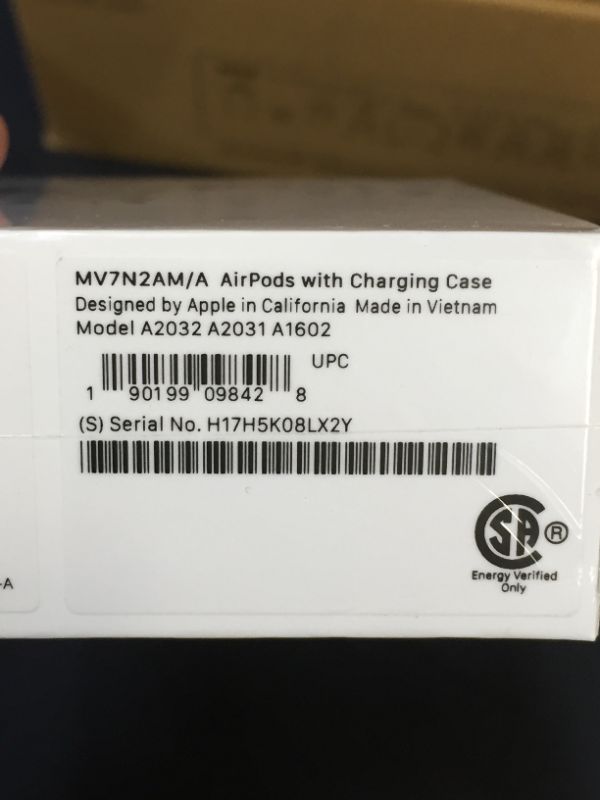 MV7N2AM/A AirPods with Charging Case
Designed by Apple in California Made in Vietnam
Model A2032 A2031 A1602
UPC
1 90199 09842 8
(S) Serial No. H17H5K08LX2Y
SA ®
Energy Verified
Only
-A